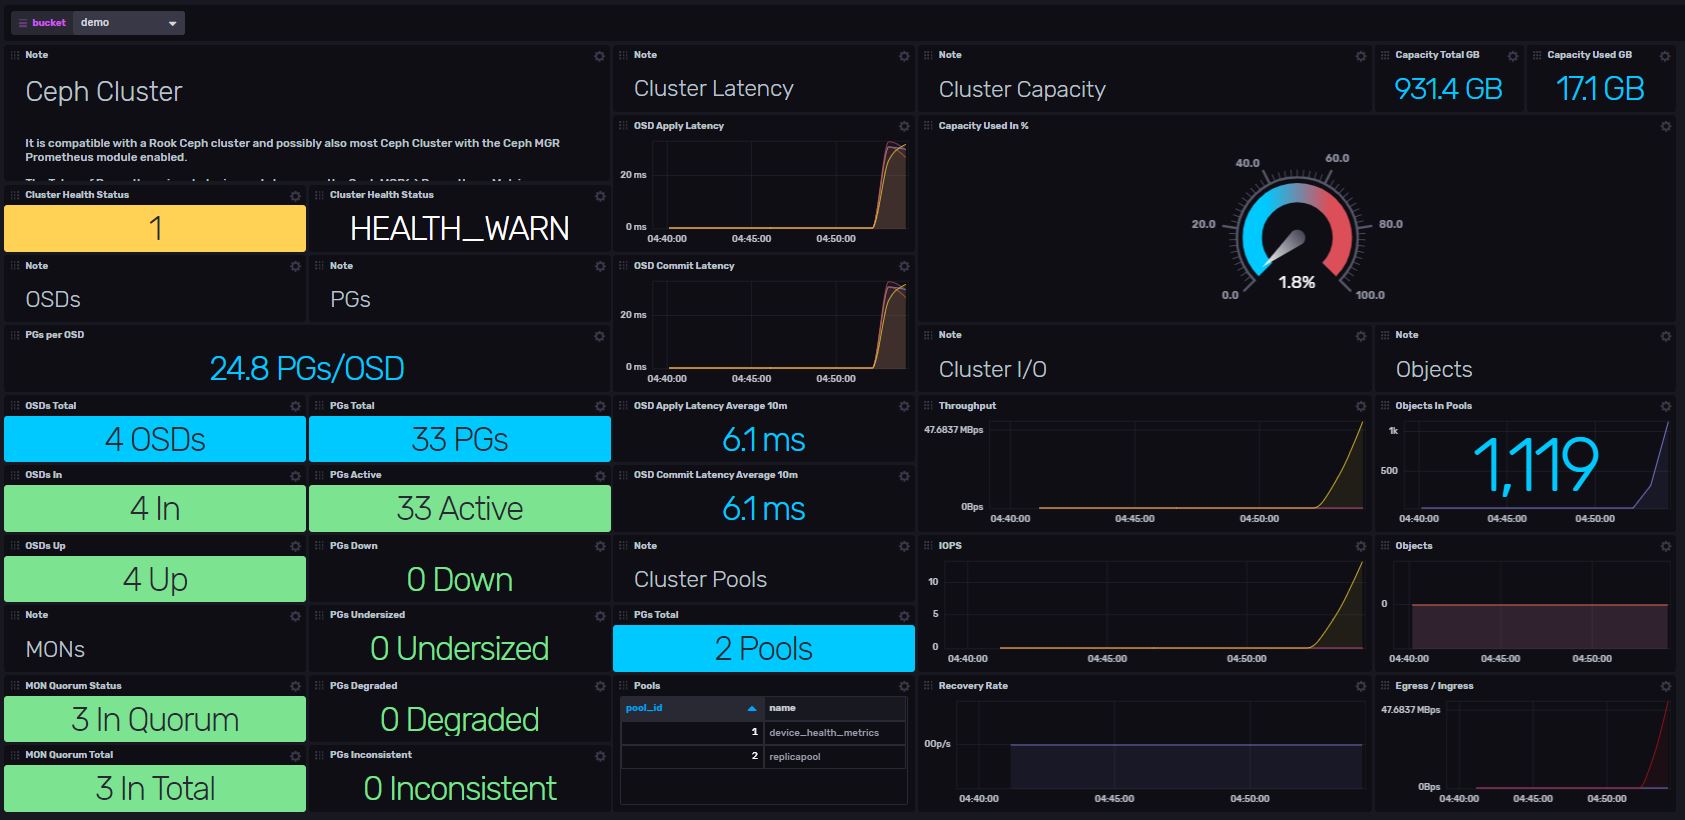 bucket demo
Note
Ceph Cluster
It is compatible with a Rook Ceph cluster and possibly also most Ceph Cluster with the Ceph MGR
Prometheus module enabled.
Cluster Health Status
1
Cluster Health Status
HEALTH_WARN
Note
OSDs
Note
PGs
PGs per OSD
24.8 PGs/OSD
OSDs Total
4 OSDs
PGs Total
33 PGs
OSDs In
4 In
PGs Active
33 Active
OSDs Up
4 Up
PGs Down
0 Down
Note
MONs
PGs Undersized
0 Undersized
MON Quorum Status
3 In Quorum
PGs Degraded
0 Degraded
MON Quorum Total
3 In Total
PGs Inconsistent
0 Inconsistent
Note
Cluster Latency
OSD Apply Latency
20 ms
0 ms
04:40:00 04:45:00 04:50:00
OSD Commit Latency
20 ms
0 ms
04:40:00 04:45:00 04:50:00
OSD Apply Latency Average 10m
6.1 ms
OSD Commit Latency Average 10m
6.1 ms
Note
Cluster Pools
PGs Total
2 Pools
Pools
pool_id name
1 device_health_metrics
2 replicapool
Note
Cluster Capacity
Capacity Total GB
931.4 GB
Capacity Used GB
17.1 GB
Capacity Used In %
0.0
20.0
40.0
60.0
80.0
100.0
1.8%
Note
Cluster I/O
Note
Objects
Throughput
47.6837 MBps
0Bps
04:40:00 04:45:00 04:50:00
Objects In Pools
1k
500
1,119
04:40:00 04:45:00 04:50:00
IOPS
10
5
0
04:40:00 04:45:00 04:50:00
Objects
0
04:40:00 04:45:00 04:50:00
Recovery Rate
0Op/s
04:40:00 04:45:00 04:50:00
Egress / Ingress
47.6837 MBps
0Bps
04:40:00 04:45:00 04:50:00